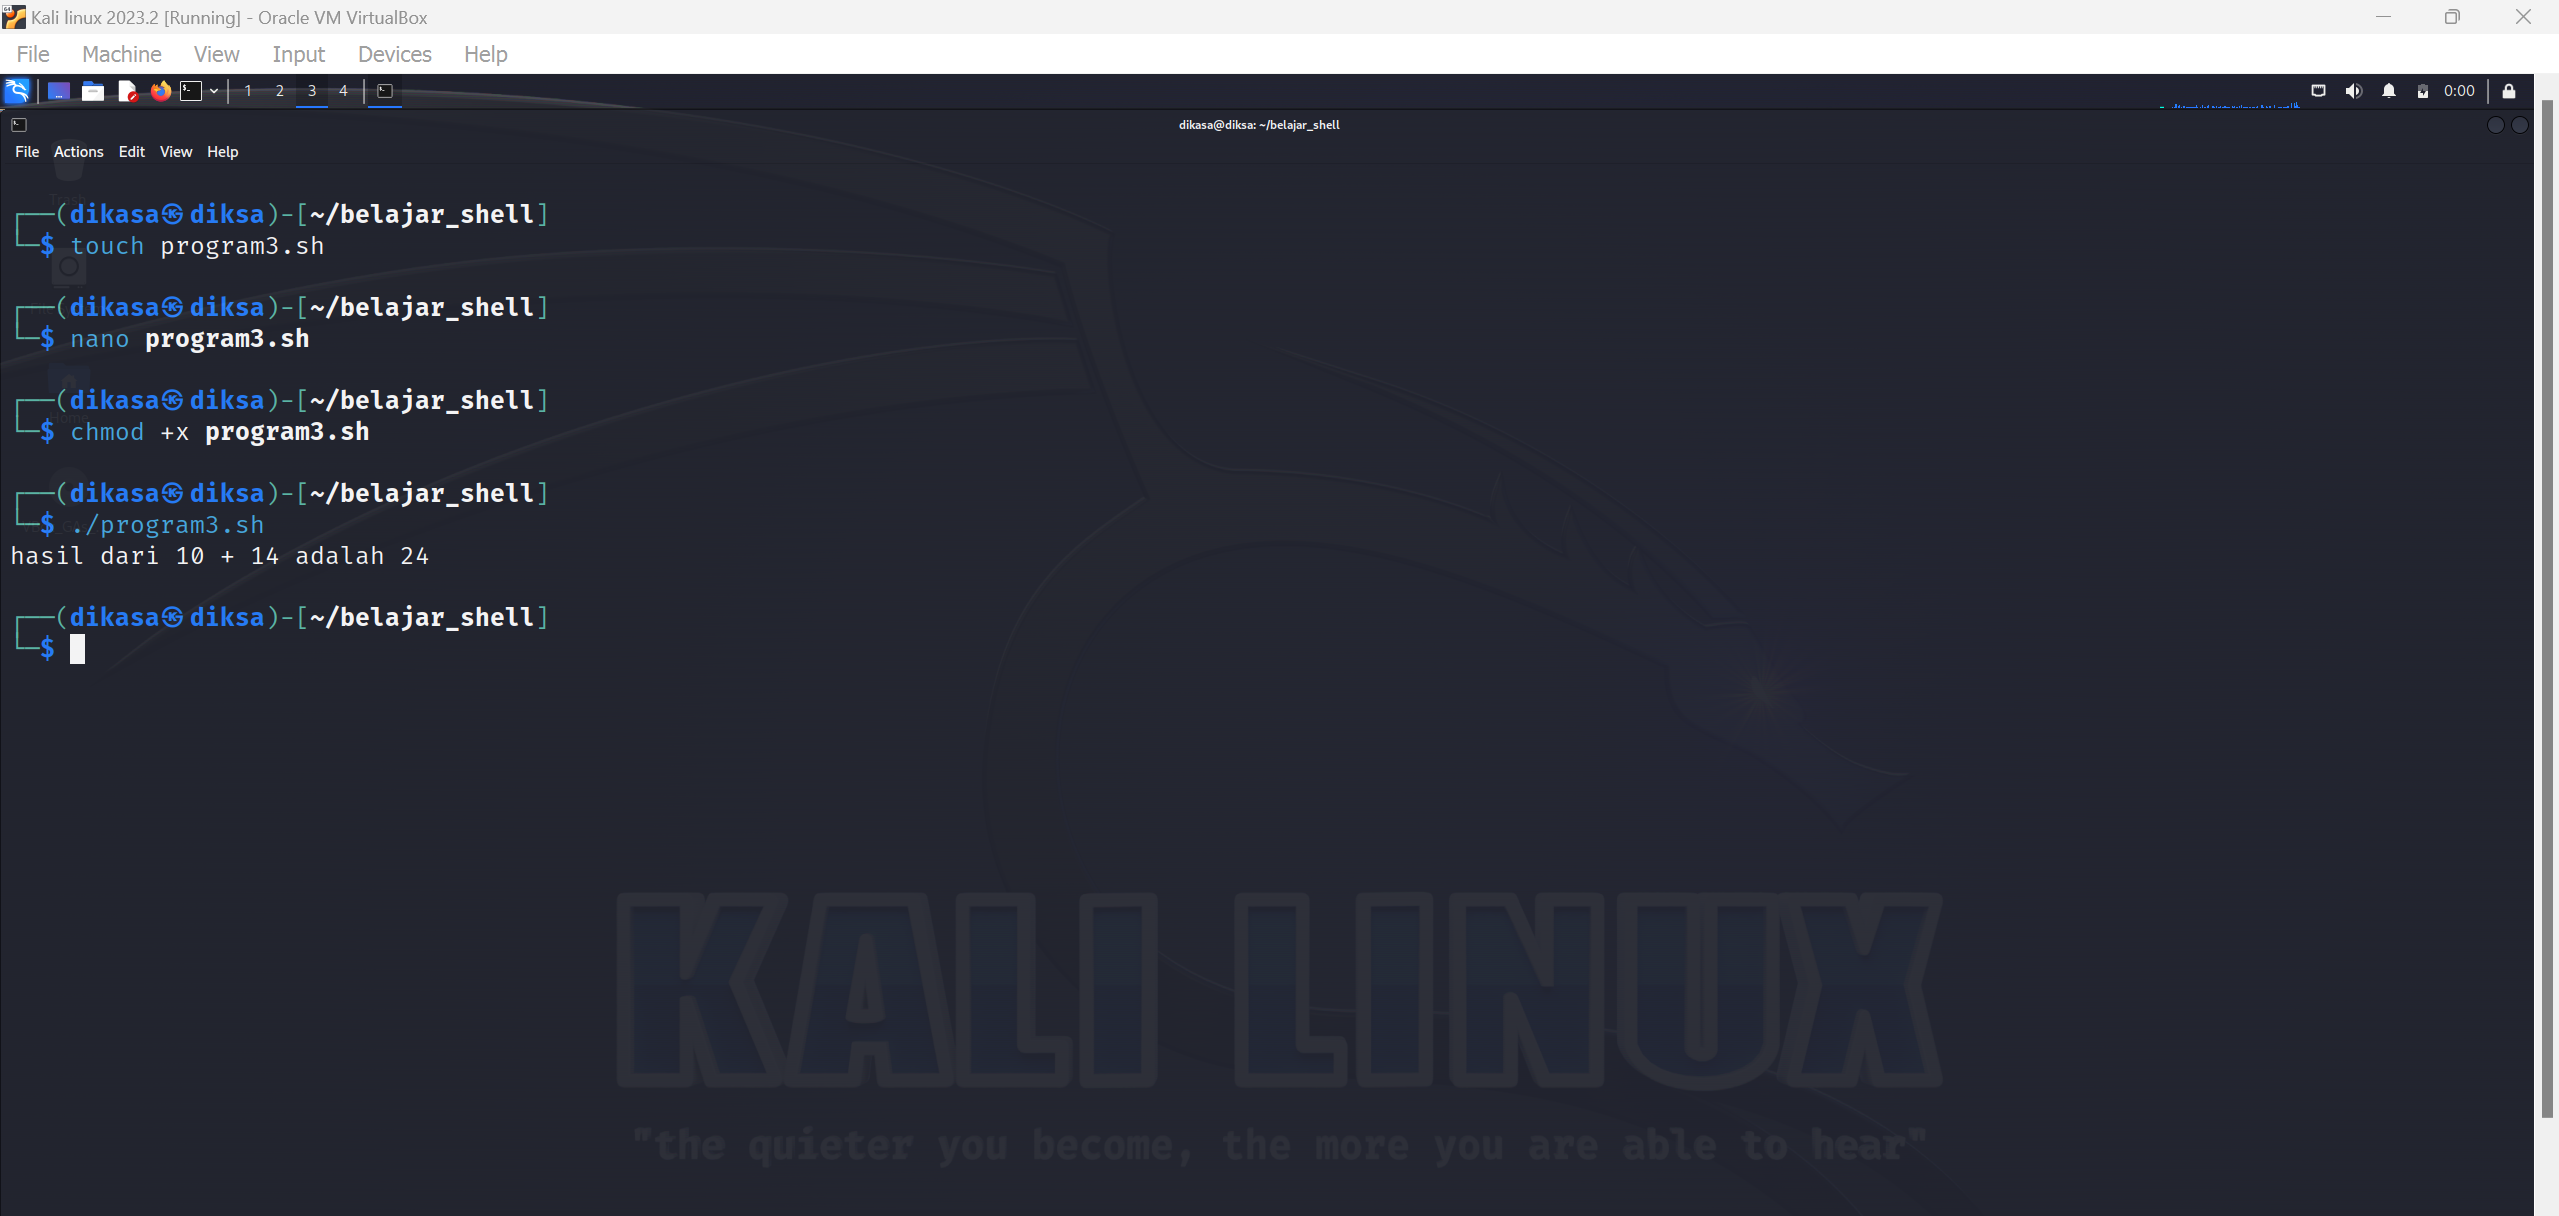 Kali linux 2023.2 [Running] - Oracle VM VirtualBox
File Machine View Input Devices Help
1 2 3 4 0:00
dikasa@diksa: ~/belajar_shell
File Actions Edit View Help
┌──(dikasa㉿diksa)-[~/belajar_shell]
└─$ touch program3.sh
┌──(dikasa㉿diksa)-[~/belajar_shell]
└─$ nano program3.sh
┌──(dikasa㉿diksa)-[~/belajar_shell]
└─$ chmod +x program3.sh
┌──(dikasa㉿diksa)-[~/belajar_shell]
└─$ ./program3.sh
hasil dari 10 + 14 adalah 24
┌──(dikasa㉿diksa)-[~/belajar_shell]
└─$
KALI LINUX
"the quieter you become, the more you are able to hear"